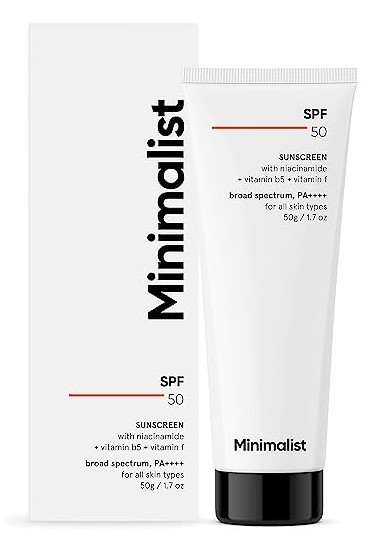 Minimalist
SPF
50
SUNSCREEN
with niacinamide
+ vitamin b5 + vitamin f
broad spectrum, PA++++
for all skin types
50g / 1.7 oz
SPF
50
SUNSCREEN
with niacinamide
+ vitamin b5 + vitamin f
broad spectrum, PA++++
for all skin types
50g / 1.7 oz
Minimalist